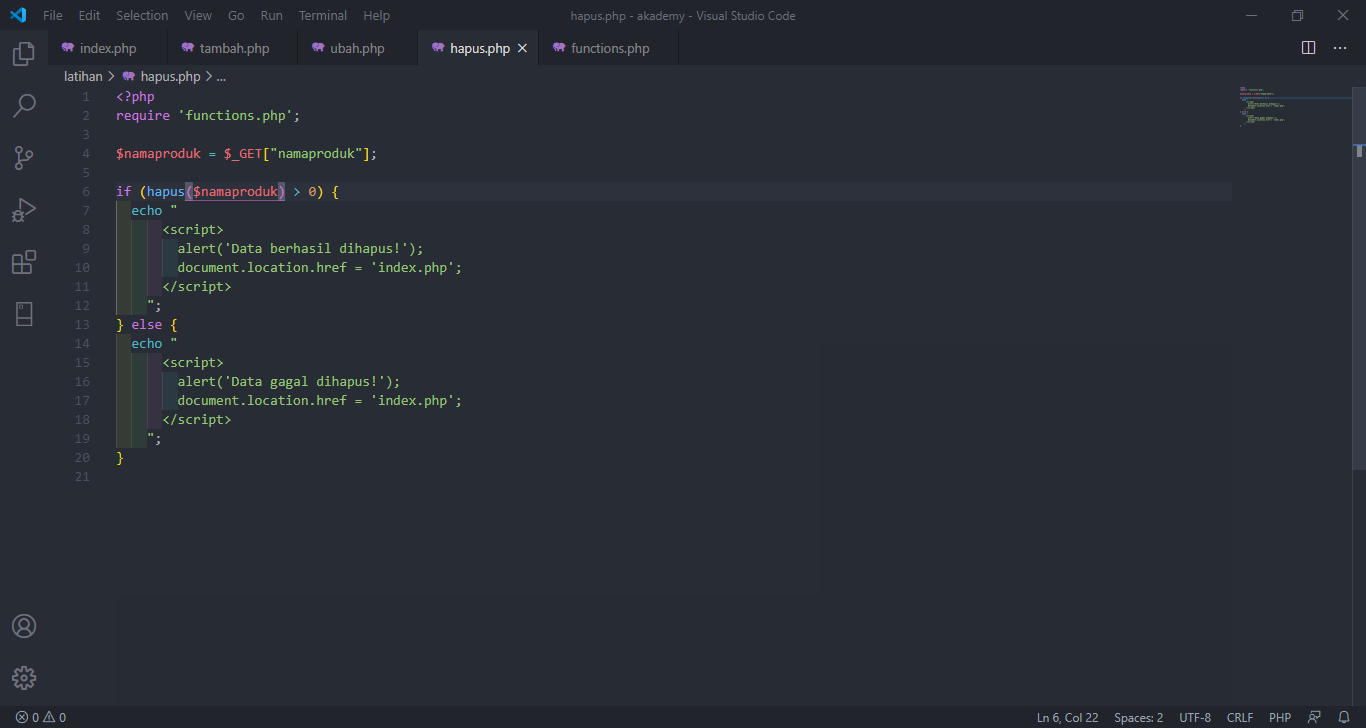 File Edit Selection View Go Run Terminal Help hapus.php - akademy - Visual Studio Code
index.php tambah.php ubah.php hapus.php functions.php
latihan > hapus.php > ...
1 <?php
2 require 'functions.php';
3
4 $namaproduk = $_GET["namaproduk"];
5
6 if (hapus($namaproduk) > 0) {
7 echo "
8 <script>
9 alert('Data berhasil dihapus!');
10 document.location.href = 'index.php';
11 </script>
12 ";
13 } else {
14 echo "
15 <script>
16 alert('Data gagal dihapus!');
17 document.location.href = 'index.php';
18 </script>
19 ";
20 }
21
0 0 Ln 6, Col 22 Spaces: 2 UTF-8 CRLF PHP